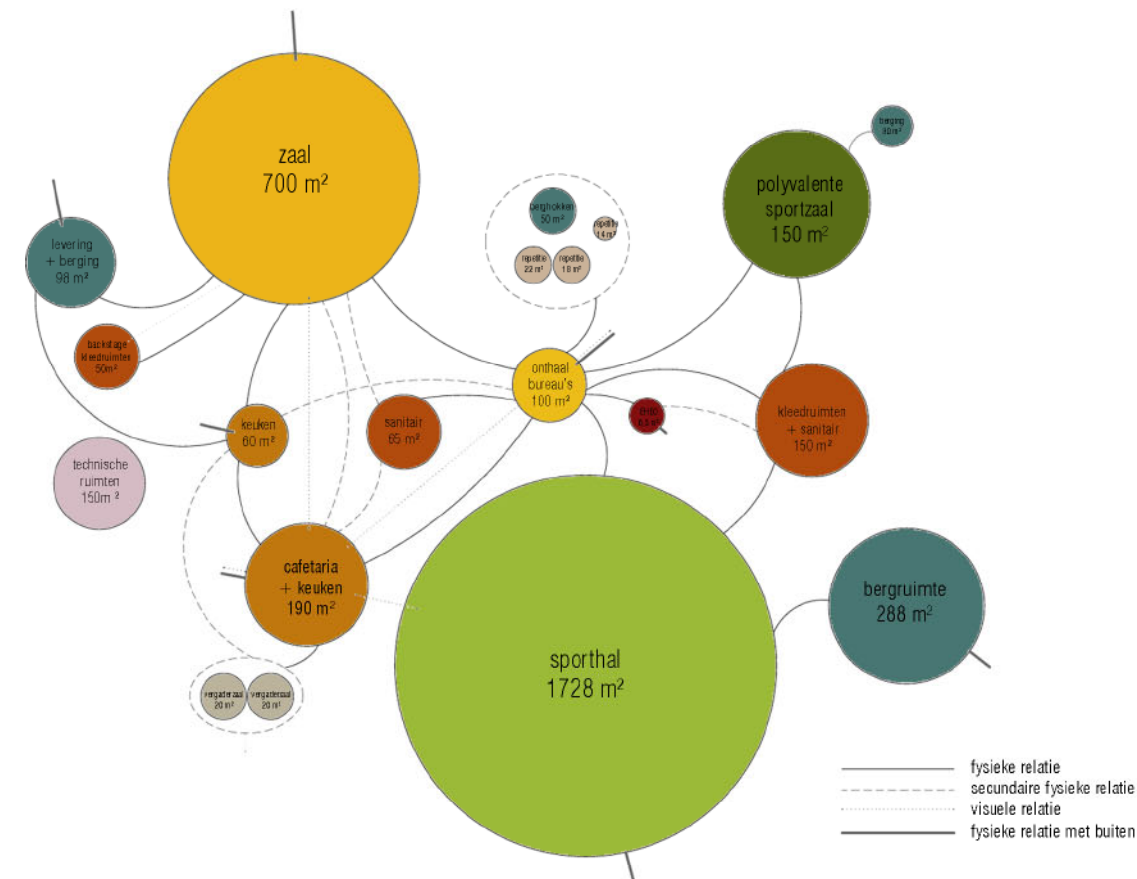 zaal
700 m²
berging
polyvalente
sportzaal
150 m²
berghokken
50 m²
repetitie
14 m²
repetitie
22 m²
repetitie
18 m²
levering
+ berging
98 m²
backstage
kleedruimten
50m²
onthaal
bureau's
100 m²
keuken
60 m²
sanitair
65 m²
kleedruimten
+ sanitair
150 m²
technische
ruimten
150m ²
cafetaria
+ keuken
190 m²
bergruimte
288 m²
sporthal
1728 m²
vergaderzaal
20 m²
vergaderzaal
20 m²
fysieke relatie
secundaire fysieke relatie
visuele relatie
fysieke relatie met buiten